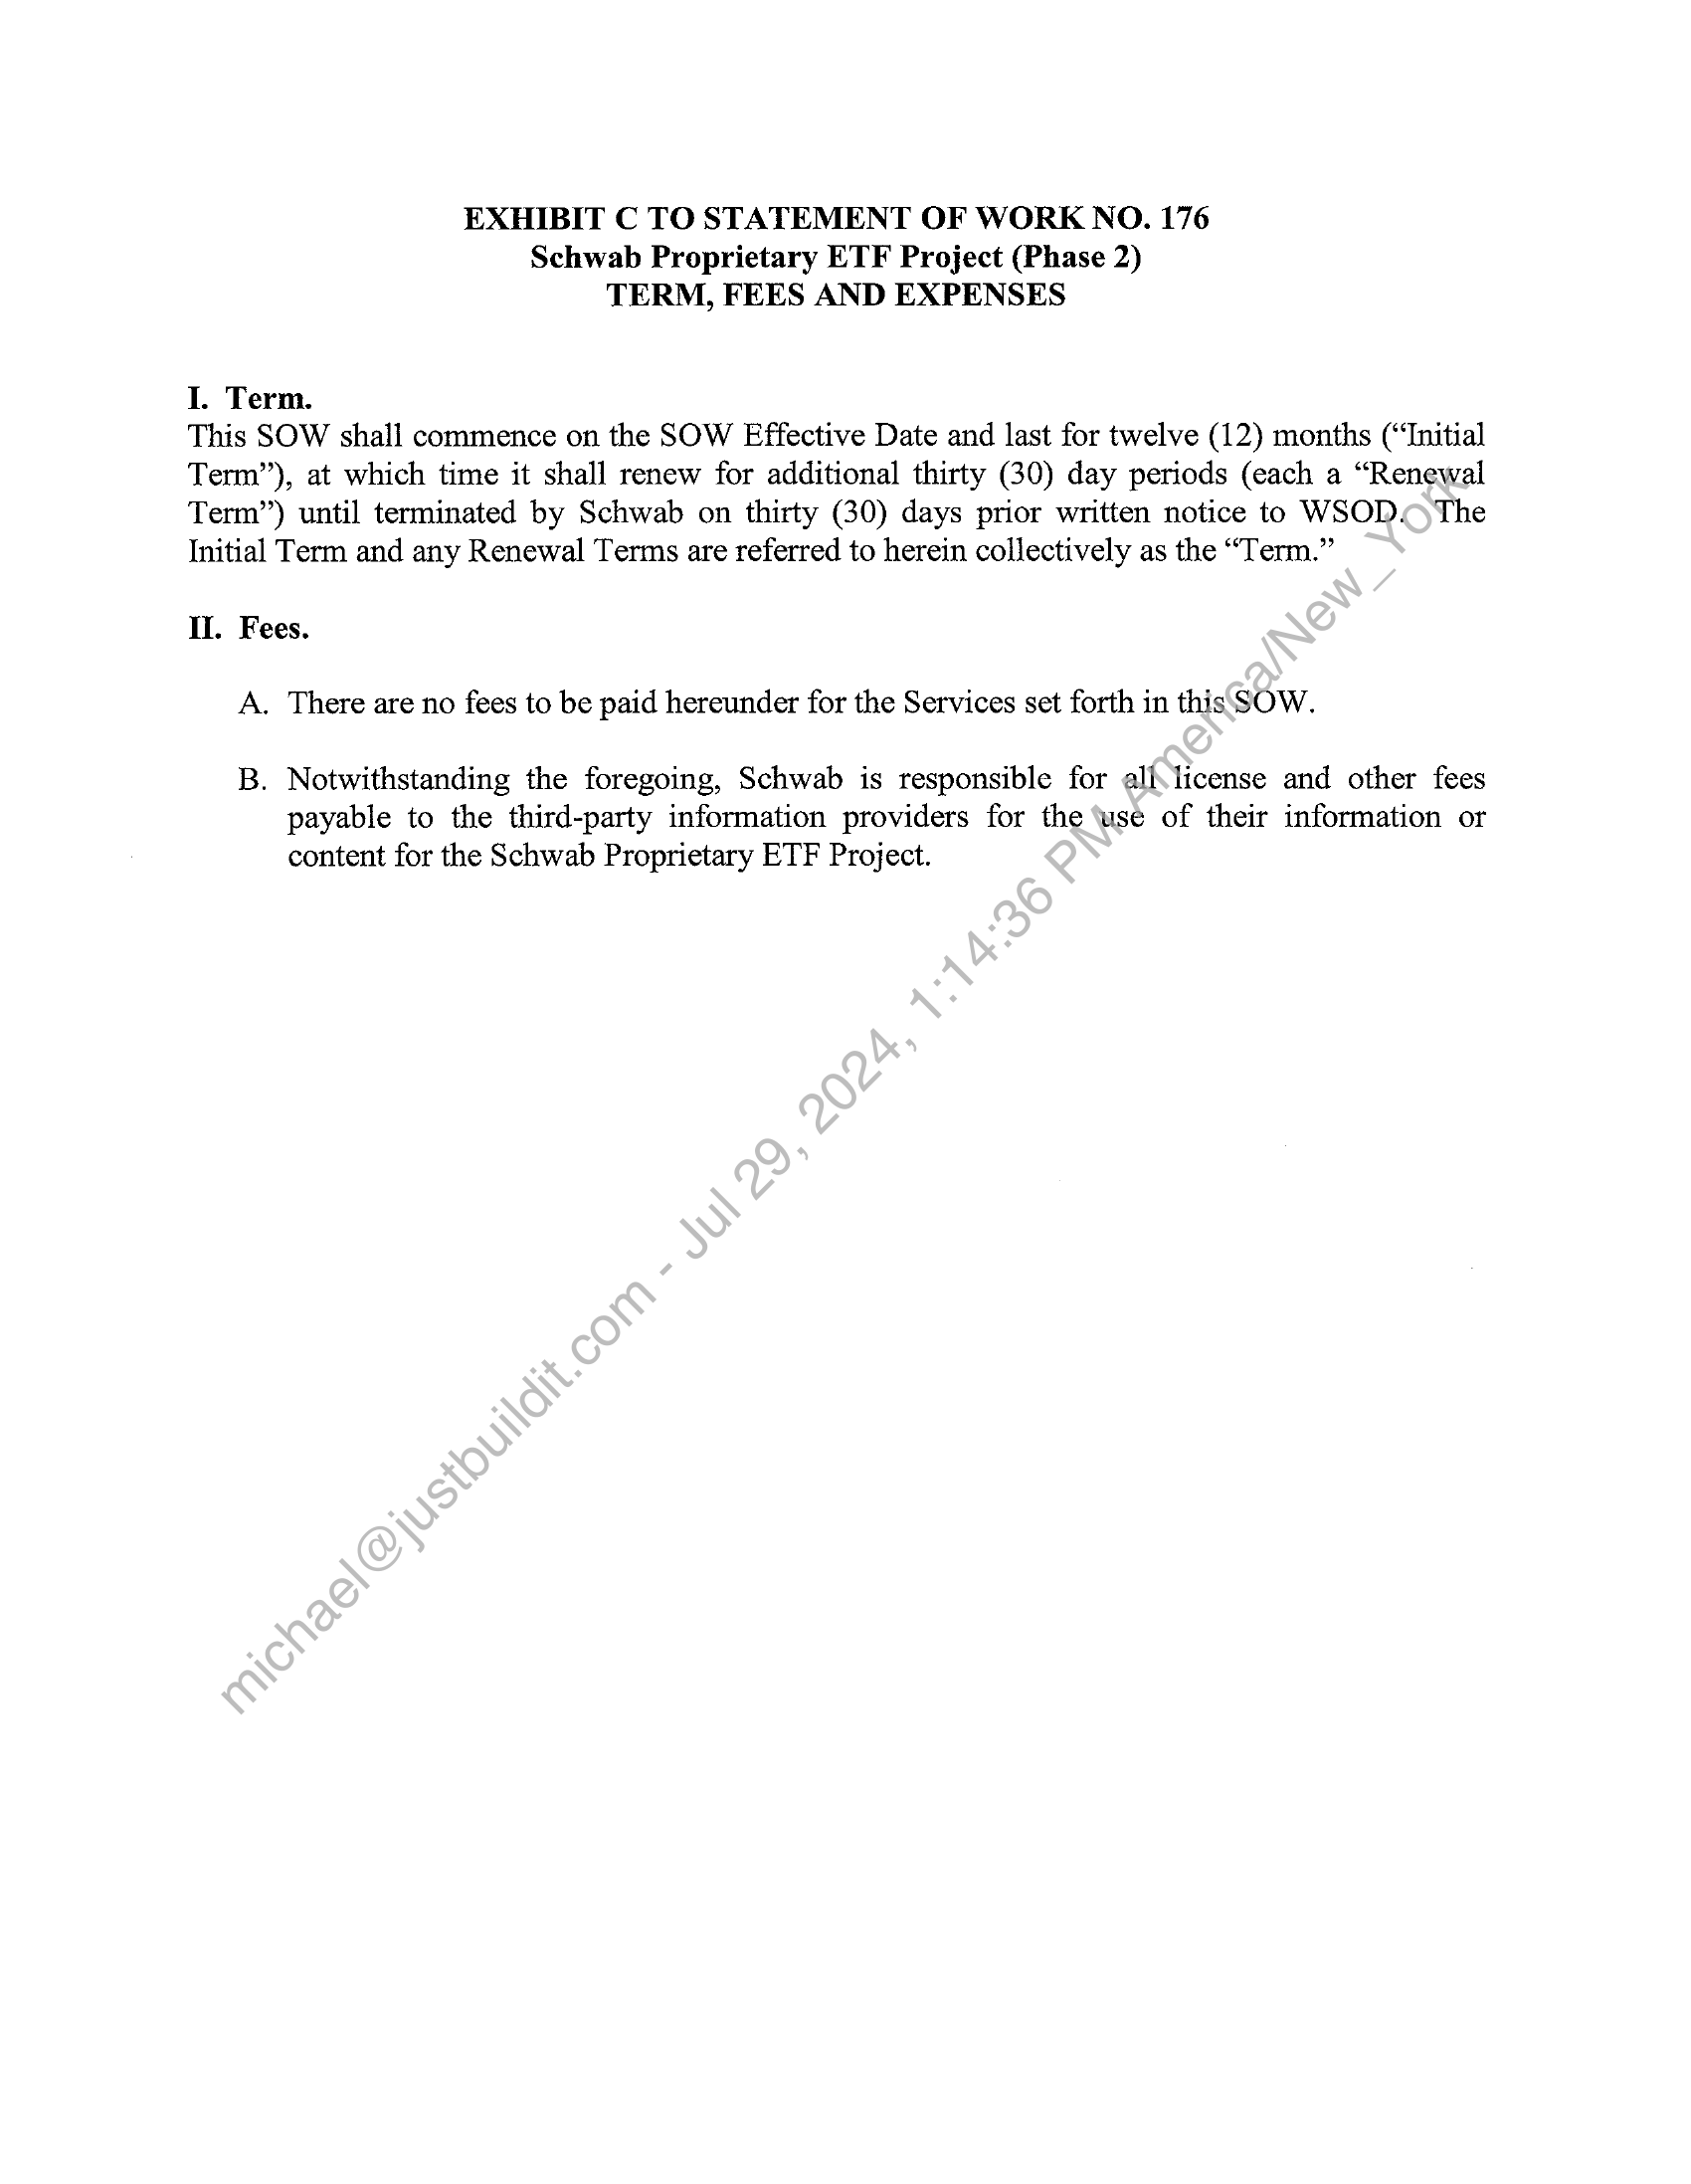 EXHIBIT C TO STATEMENT OF WORK NO. 176
Schwab Proprietary ETF Project (Phase 2)
TERM, FEES AND EXPENSES
I. Term.
This SOW shall commence on the SOW Effective Date and last for twelve (12) months (“Initial
Term”), at which time it shall renew for additional thirty (30) day periods (each a “Renewal
Term”) until terminated by Schwab on thirty (30) days prior written notice to WSOD. The
Initial Term and any Renewal Terms are referred to herein collectively as the “Term.”
II. Fees.
A. There are no fees to be paid hereunder for the Services set forth in this SOW.
B. Notwithstanding the foregoing, Schwab is responsible for all license and other fees
payable to the third-party information providers for the use of their information or
content for the Schwab Proprietary ETF Project.
michael@justbuildit.com - Jul 29, 2024, 1:14:36 PM America/New_York